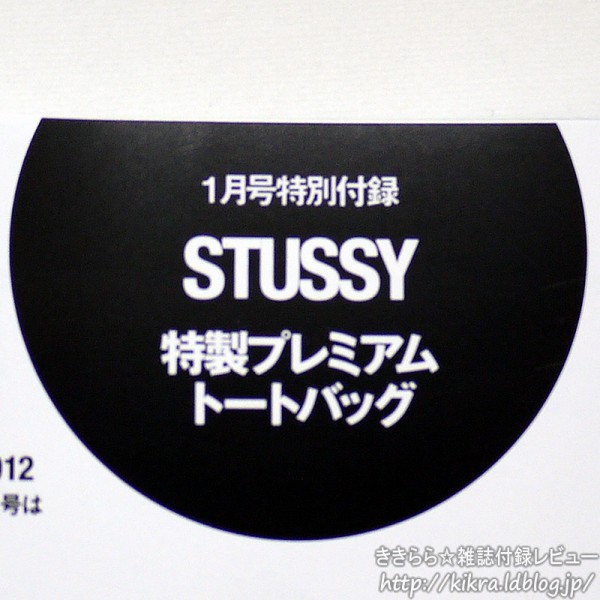 1月号特別付録
STUSSY
特製プレミアム
トートバッグ
012
号は
ききらら☆雑誌付録レビュー
http://kikra.ldblog.jp/